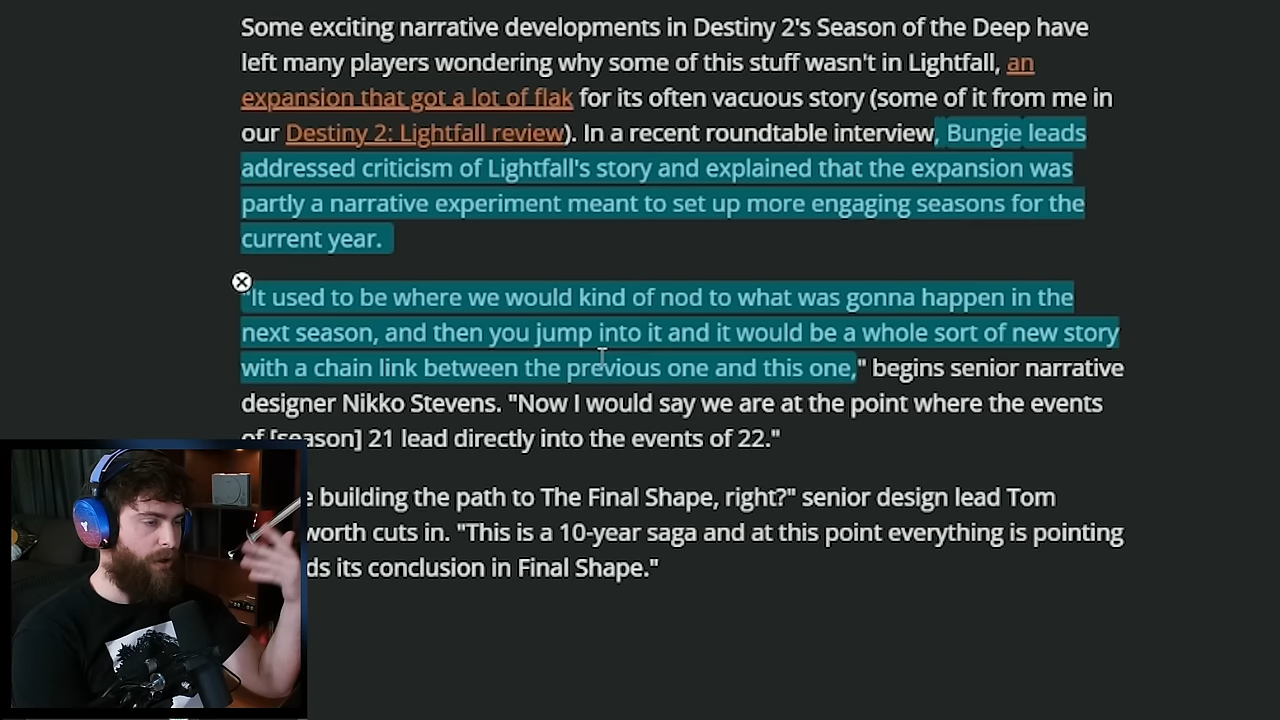 Some exciting narrative developments in Destiny 2's Season of the Deep have
left many players wondering why some of this stuff wasn't in Lightfall, an
expansion that got a lot of flak for its often vacuous story (some of it from me in
our Destiny 2: Lightfall review). In a recent roundtable interview, Bungie leads
addressed criticism of Lightfall's story and explained that the expansion was
partly a narrative experiment meant to set up more engaging seasons for the
current year.
"It used to be where we would kind of nod to what was gonna happen in the
next season, and then you jump into it and it would be a whole sort of new story
with a chain link between the previous one and this one," begins senior narrative
designer Nikko Stevens. "Now I would say we are at the point where the events
of [season] 21 lead directly into the events of 22."
building the path to The Final Shape, right?" senior design lead Tom
cuts in. "This is a 10-year saga and at this point everything is pointing
its conclusion in Final Shape."